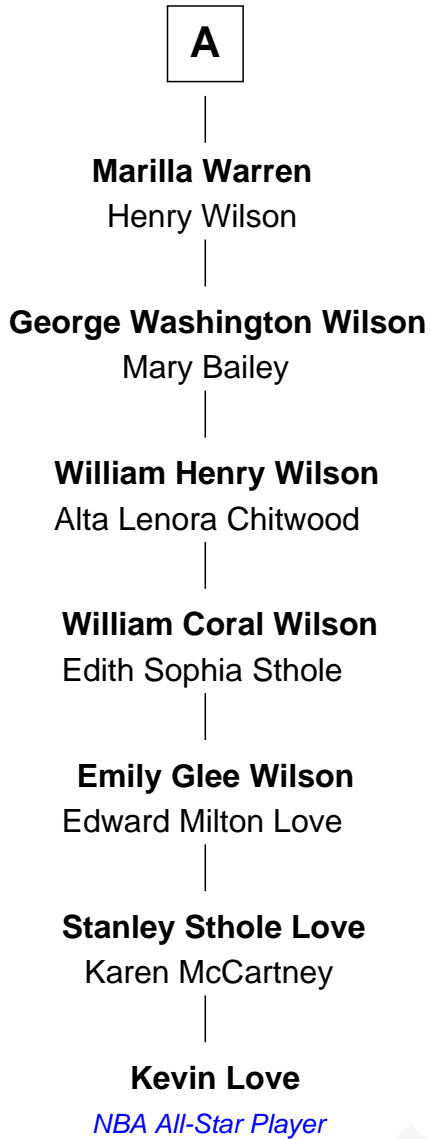 A
Marilla Warren
Henry Wilson
George Washington Wilson
Mary Bailey
William Henry Wilson
Alta Lenora Chitwood
William Coral Wilson
Edith Sophia Sthole
Emily Glee Wilson
Edward Milton Love
Stanley Sthole Love
Karen McCartney
Kevin Love
NBA All-Star Player